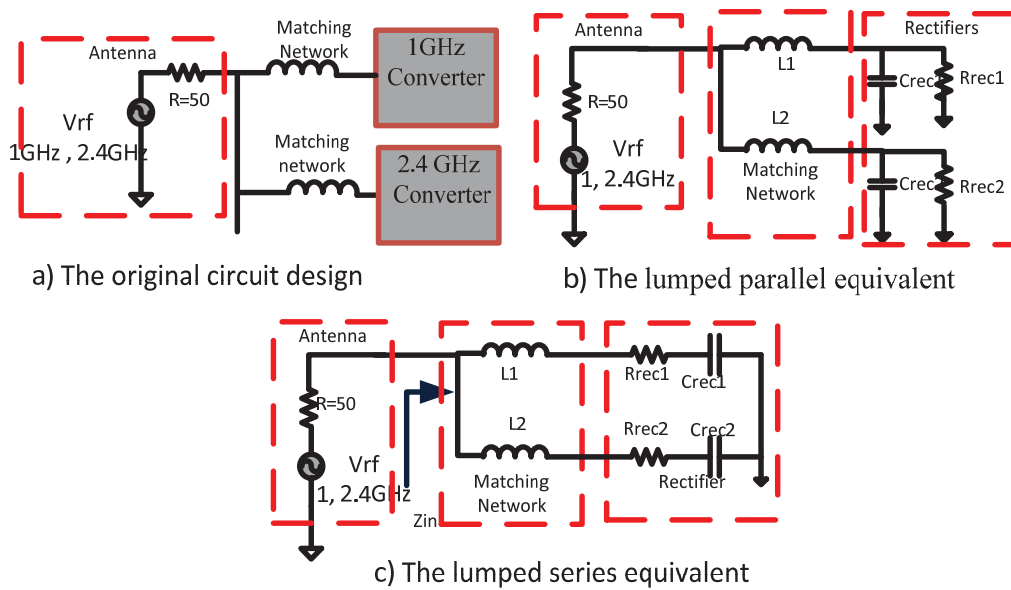 Antenna
R=50
Vrf
1GHz , 2.4GHz
Matching
Network
1GHz
Converter
Matching
network
2.4 GHz
Converter
a) The original circuit design
Antenna
R=50
Vrf
1, 2.4GHz
L1
L2
Matching
Network
Rectifiers
Crec
Rrec1
Crec
Rrec2
b) The lumped parallel equivalent
Antenna
R=50
Vrf
1, 2.4GHz
Zin
L1
L2
Matching
Network
Rrec1
Crec1
Rrec2
Crec2
Rectifier
c) The lumped series equivalent